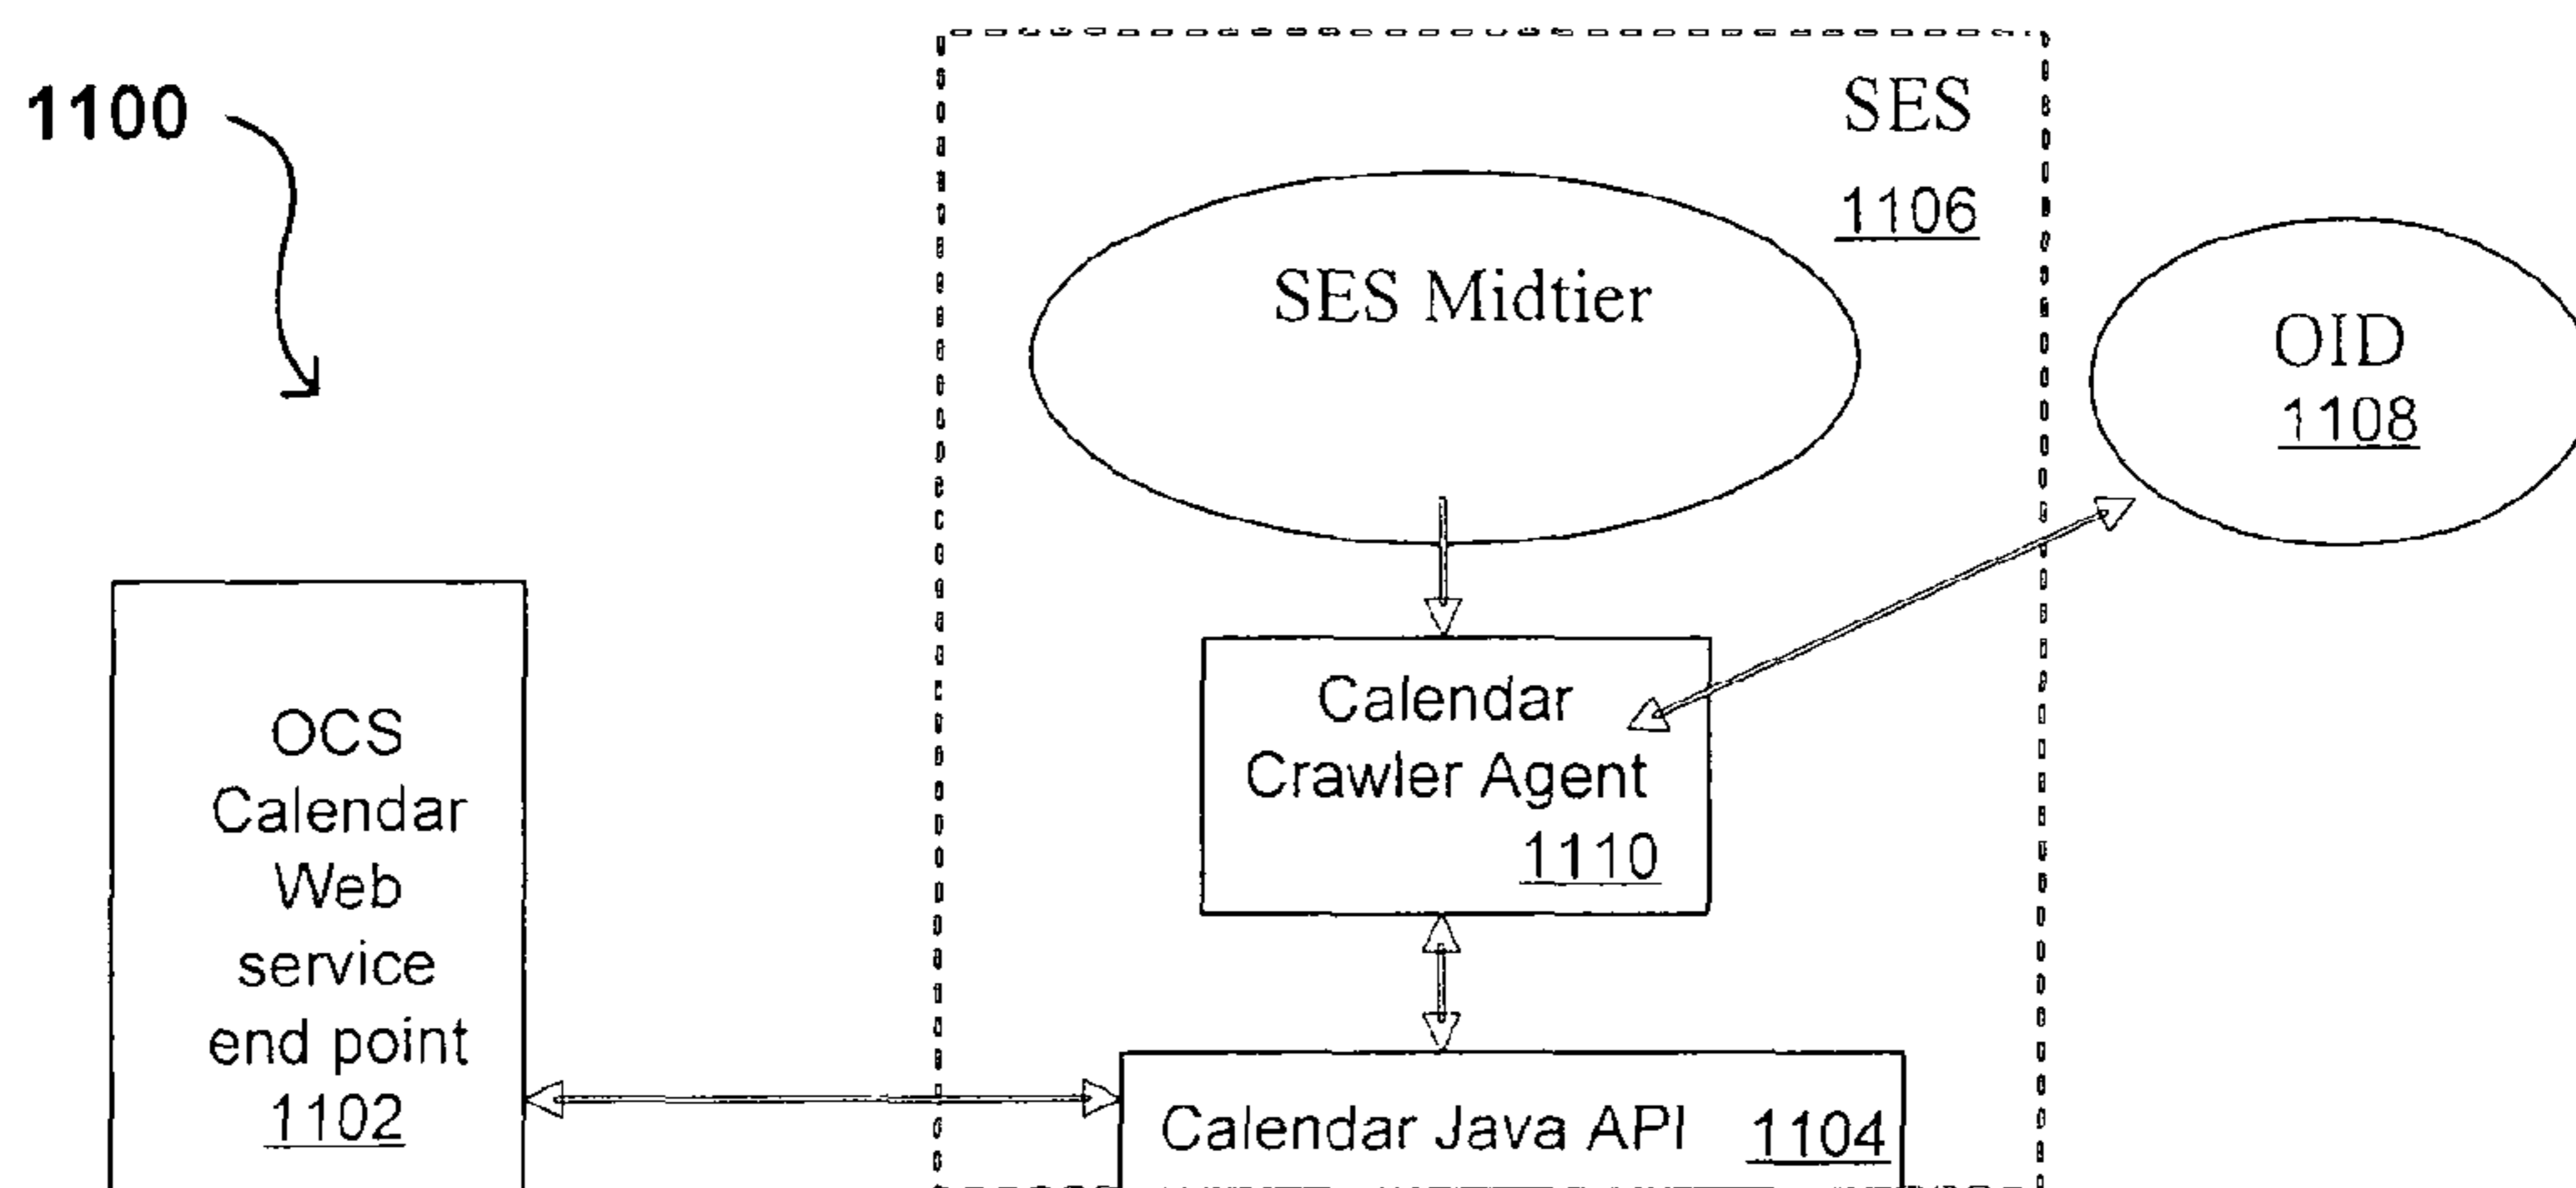 1100
SES
1106
SES Midtier
OID
1108
Calendar
Crawler Agent
1110
OCS
Calendar
Web
service
end point
1102
Calendar Java API 1104